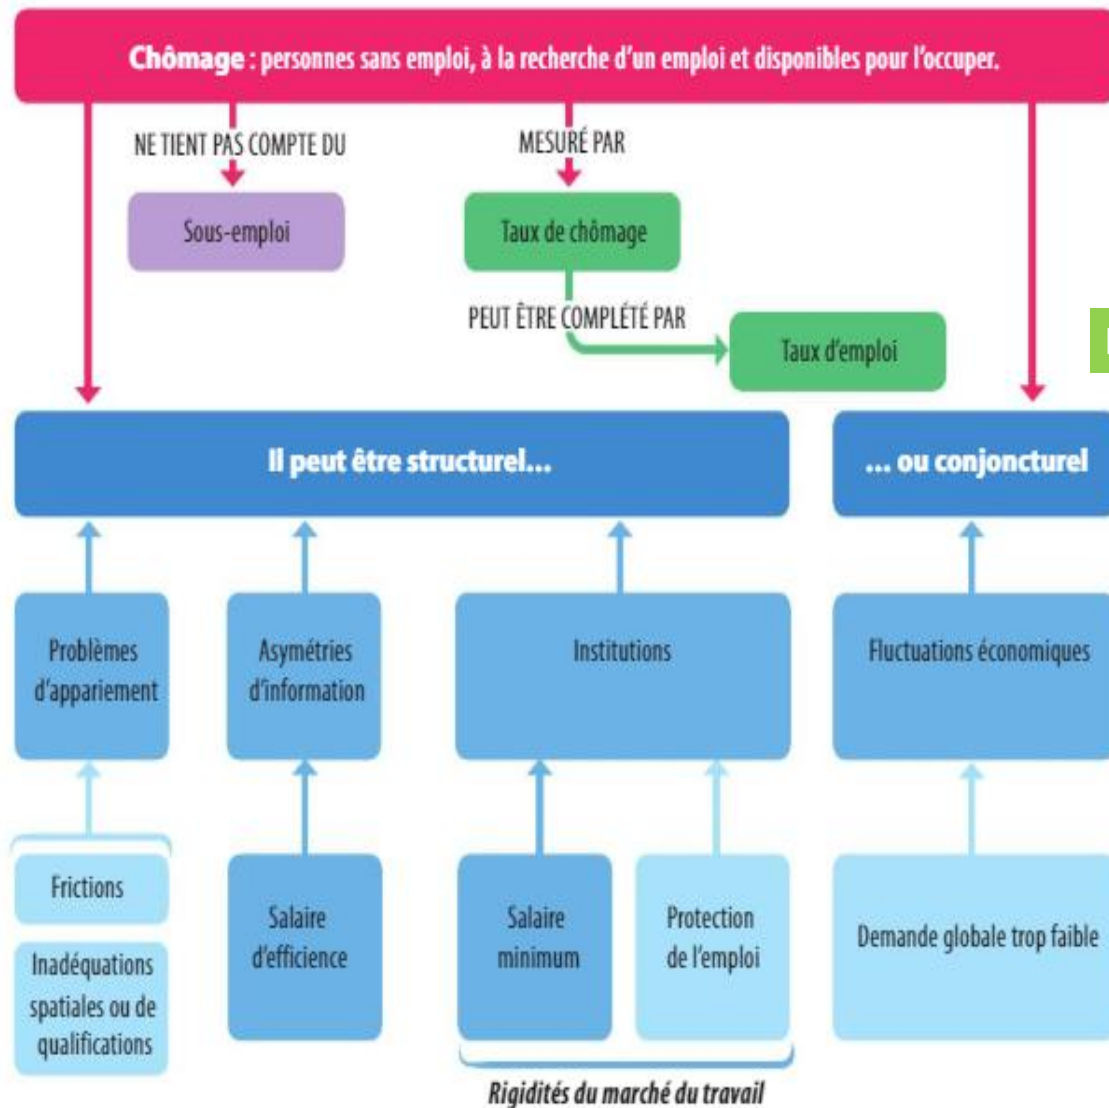 Chômage : personnes sans emploi, à la recherche d'un emploi et disponibles pour l'occuper.
NE TIENT PAS COMPTE DU
MESURÉ PAR
Sous-emploi
Taux de chômage
PEUT ÊTRE COMPLÉTÉ PAR
Taux d'emploi
Il peut être structurel...
... ou conjoncturel
Problèmes
d'appariement
Asymétries
d'information
Institutions
Fluctuations économiques
Frictions
Inadéquations
spatiales ou de
qualifications
Salaire
d'efficience
Salaire
minimum
Protection
de l'emploi
Demande globale trop faible
Rigidités du marché du travail